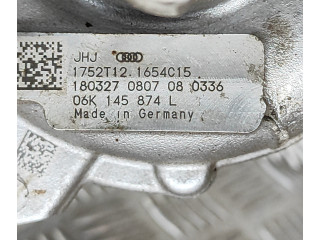 JHJ
1752T12.1654C15
180327 0807 08 0336
06K 145 874 L
Made in Germany